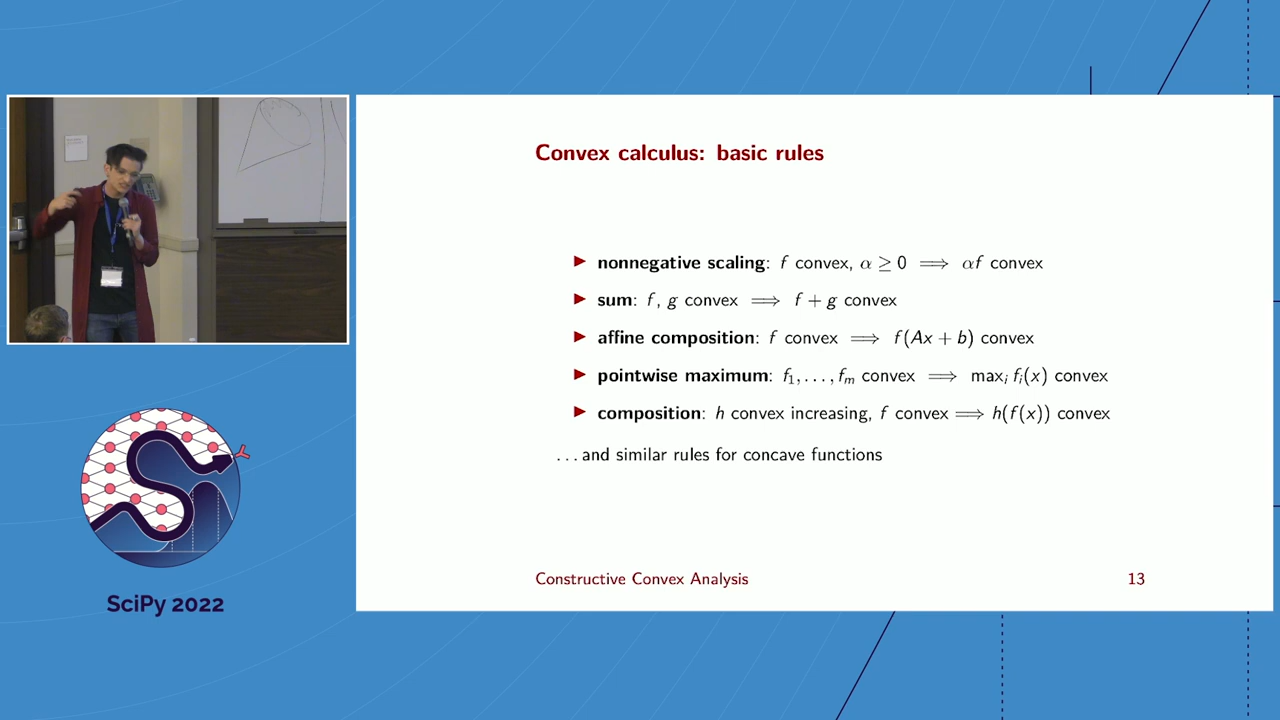 Convex calculus: basic rules
▶ nonnegative scaling: f convex, α ≥ 0 ⟹ αf convex
▶ sum: f, g convex ⟹ f + g convex
▶ affine composition: f convex ⟹ f(Ax + b) convex
▶ pointwise maximum: f₁, . . . , fₘ convex ⟹ maxᵢ fᵢ(x) convex
▶ composition: h convex increasing, f convex ⟹ h(f(x)) convex
. . . and similar rules for concave functions
Constructive Convex Analysis 13
SciPy 2022